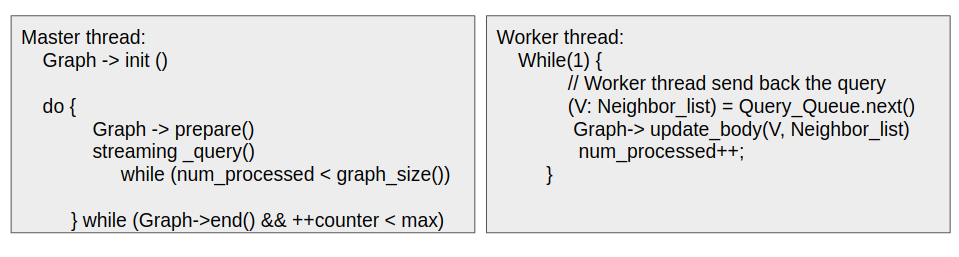 Master thread:
Graph -> init ()
do {
Graph -> prepare()
streaming _query()
while (num_processed < graph_size())
} while (Graph->end() && ++counter < max)
Worker thread:
While(1) {
// Worker thread send back the query
(V: Neighbor_list) = Query_Queue.next()
Graph-> update_body(V, Neighbor_list)
num_processed++;
}